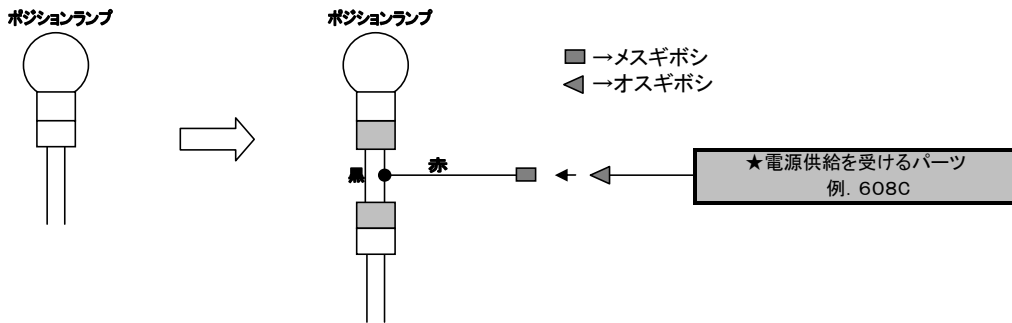 ポジションランプ
ポジションランプ
→メスギボシ
→オスギボシ
黒
赤
★電源供給を受けるパーツ
例．608C